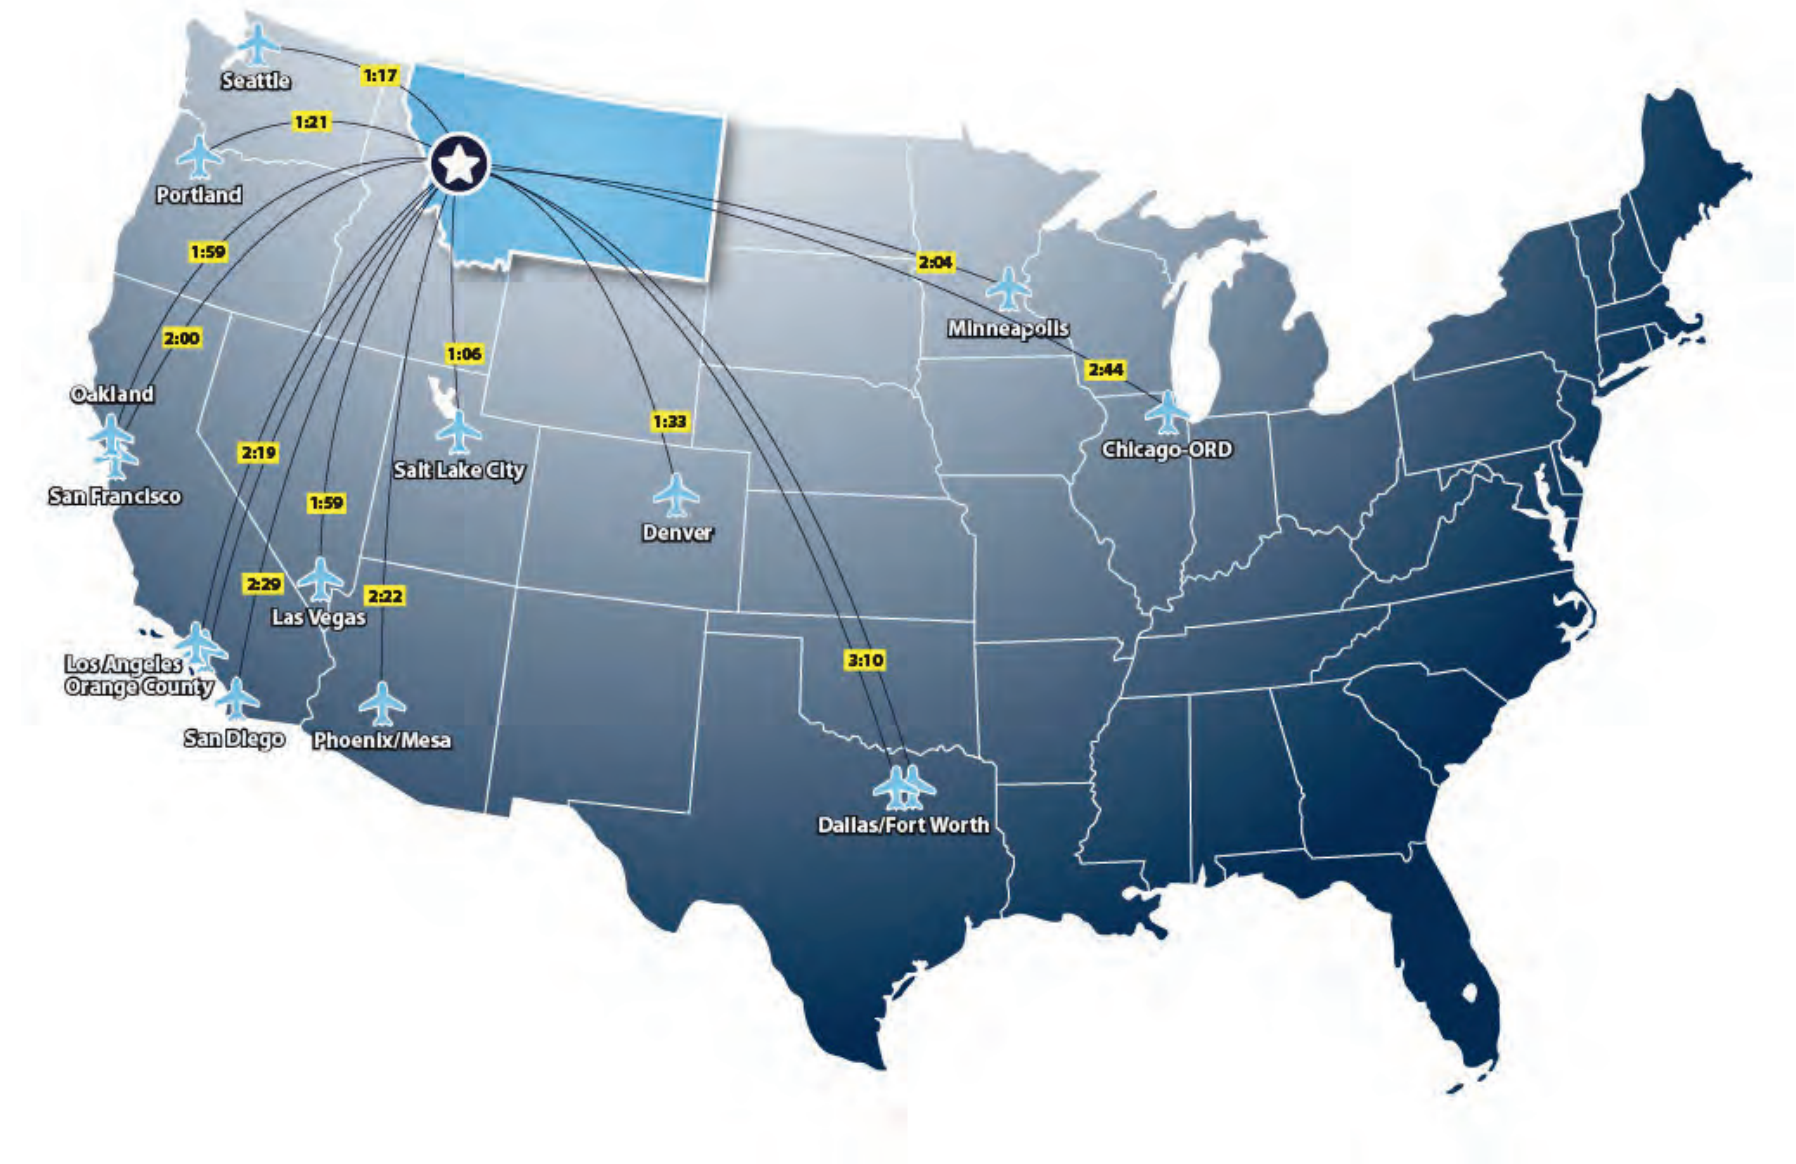 Seattle
1:17
1:21
Portland
1:59
2:04
Minneapolis
2:00
1:06
2:44
Oakland
1:33
Chicago-ORD
2:19
Salt Lake City
San Francisco
1:59
Denver
2:29
2:22
Las Vegas
Los Angeles
Orange County
3:10
San Diego
Phoenix/Mesa
Dallas/Fort Worth